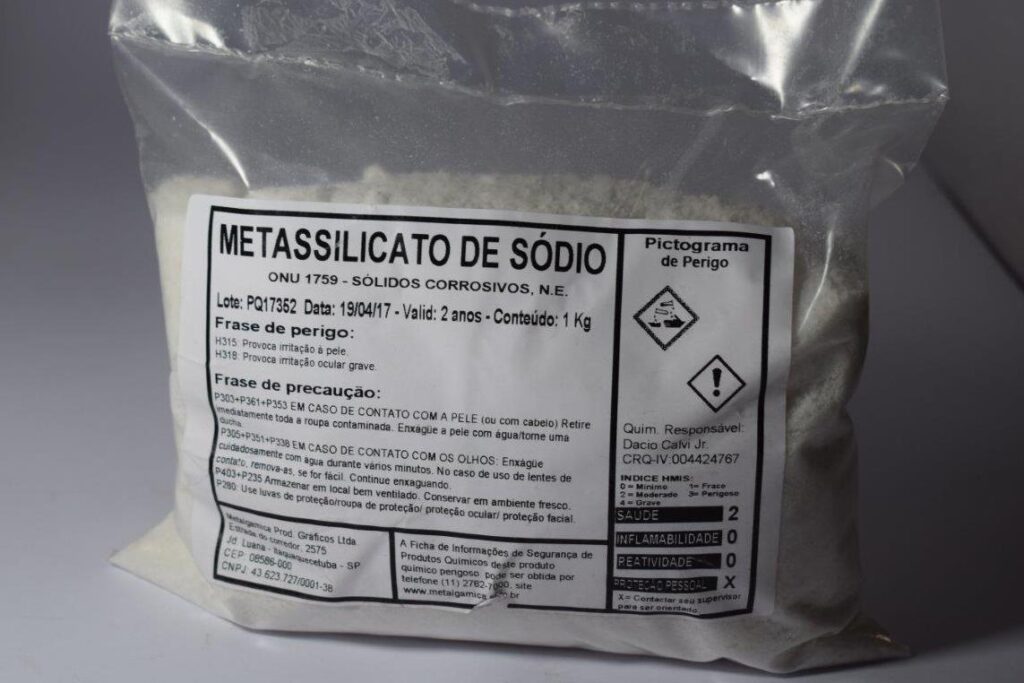 METASSILICATO DE SÓDIO
ONU 1759 - SÓLIDOS CORROSIVOS, N.E.
Lote: PQ17352 Data: 19/04/17 - Valid: 2 anos - Conteúdo: 1 Kg
Frase de perigo:
H315: Provoca irritação à pele.
H318: Provoca irritação ocular grave.
Frase de precaução:
P303+P361+P353 EM CASO DE CONTATO COM A PELE (ou com cabelo) Retire
imediatamente toda a roupa contaminada. Enxágüe a pele com água/tome uma
ducha.
P305+P351+P338 EM CASO DE CONTATO COM OS OLHOS: Enxágüe
cuidadosamente com agua durante vários minutos. No caso de uso de lentes de
contato, remova-as, se for fácil. Continue enxaguando.
P403+P235 Armazenar em local bem ventilado. Conservar em ambiente fresco.
P280: Use luvas de proteção/roupa de proteção/ proteção ocular/ proteção facial.
Metalgamica Prod. Gráficos Ltda
Estrada do corredor, 2575
Jd. Luana - Itaquaquecetuba - SP
CEP: 08586-000
CNPJ: 43.623.727/0001-38
A Ficha de Informações de Segurança de
Produtos Químicos deste produto
químico perigoso pode ser obtida por
telefone (11) 2762- site
www.metalgamica.com.br
Pictograma
de Perigo
Quim. Responsável:
Dacio Calvi Jr.
CRQ-IV:004424767
INDICE HMIS:
0 = Mínimo 1= Fraco
2 = Moderado 3= Perigoso
4 = Grave
SAÚDE 2
INFLAMABILIDADE 0
REATIVIDADE 0
PROTEÇÃO PESSOAL X
X= Contactar seu supervisor
para ser orientado